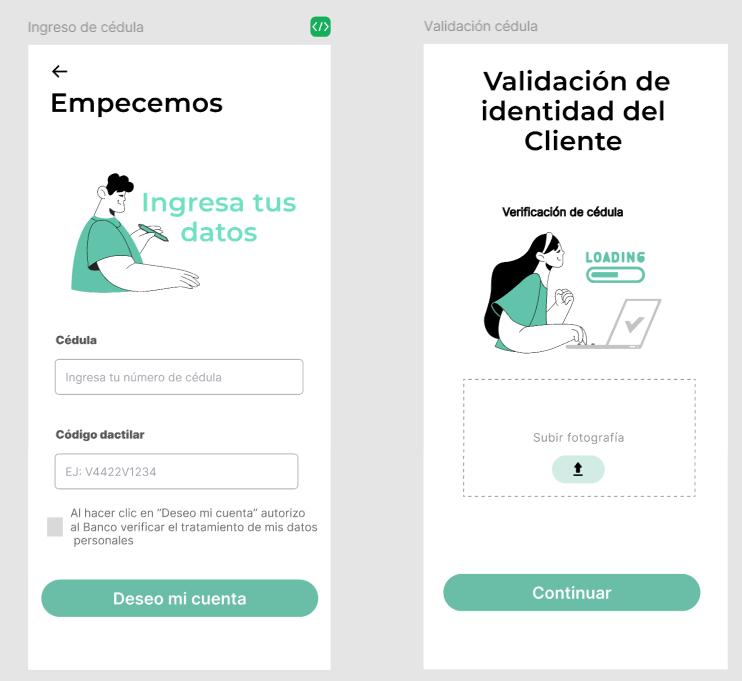 Ingreso de cédula
</>
Empecemos
Ingresa tus
datos
Cédula
Ingresa tu número de cédula
Código dactilar
EJ: V4422V1234
Al hacer clic en “Deseo mi cuenta” autorizo
al Banco verificar el tratamiento de mis datos
personales
Deseo mi cuenta
Validación cédula
Validación de
identidad del
Cliente
Verificación de cédula
LOADING
Subir fotografía
Continuar